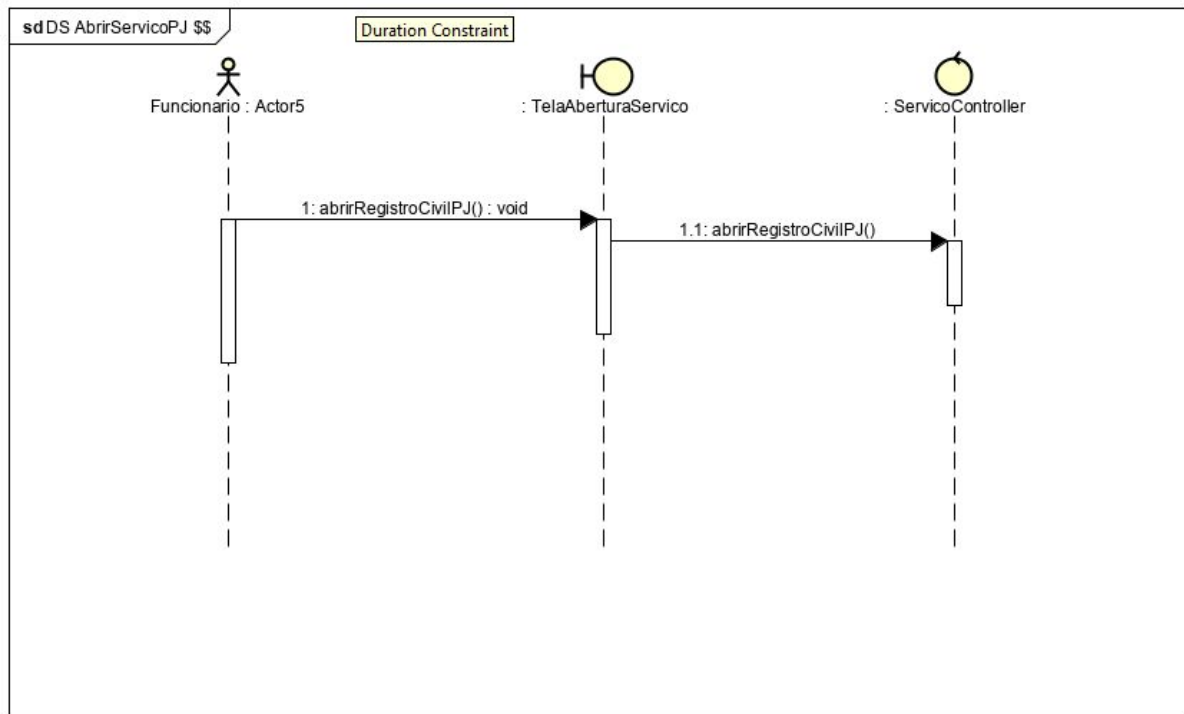 sd DS AbrirServicoPJ $$
Duration Constraint
Funcionario : Actor5
: TelaAberturaServico
: ServicoController
1: abrirRegistroCivilPJ() : void
1.1: abrirRegistroCivilPJ()